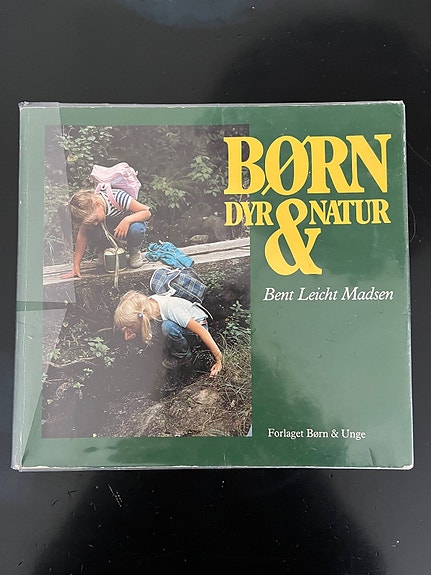 BØRN
DYR & NATUR
Bent Leicht Madsen
Forlaget Børn & Unge